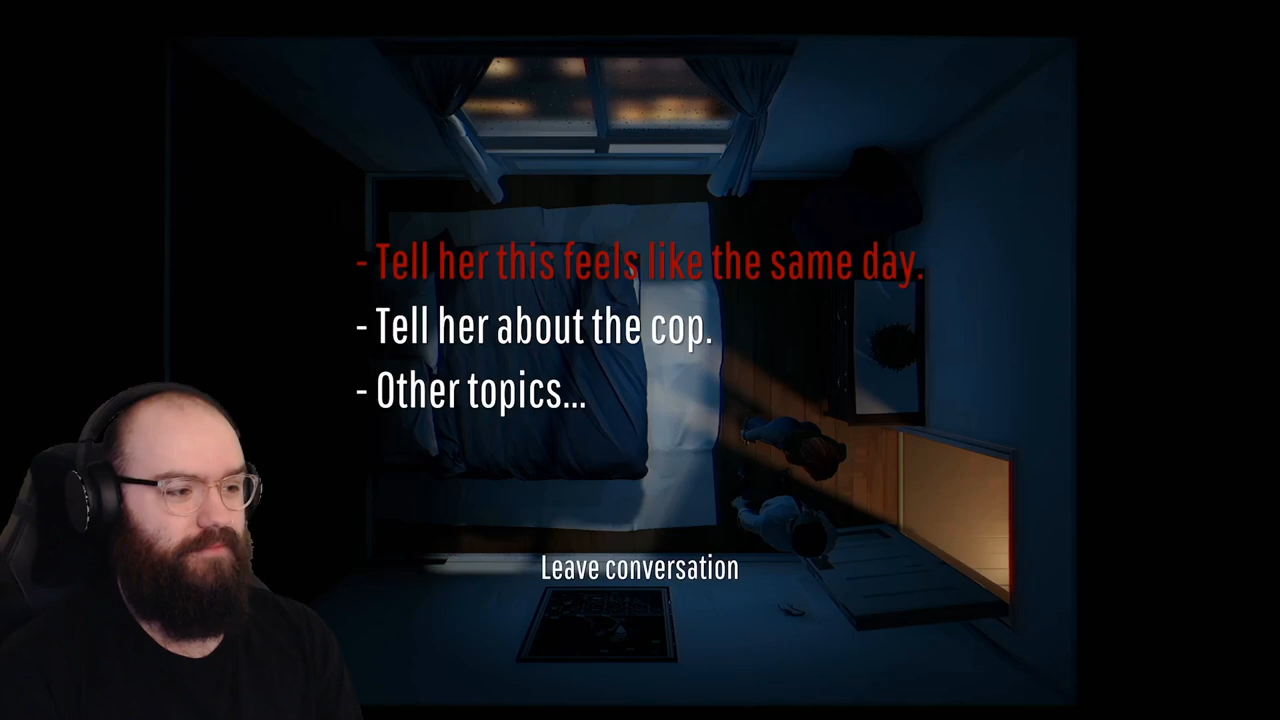 - Tell her this feels like the same day.
- Tell her about the cop.
- Other topics...
Leave conversation